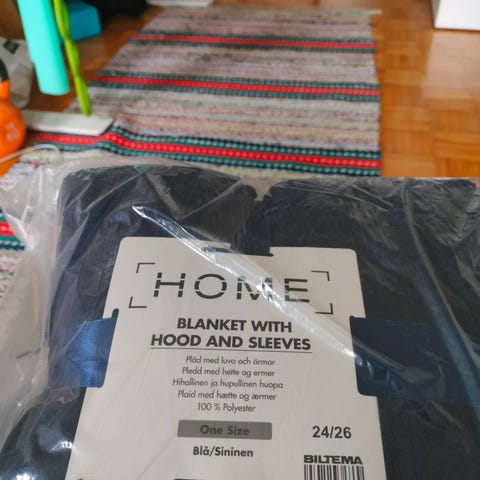 HOME
BLANKET WITH
HOOD AND SLEEVES
Pläd med luva och ärmar
Pledd med hette og ermer
Hihallinen ja hupullinen huopa
Plaid med hætte og ærmer
100 % Polyester
One Size
24/26
Blå/Sininen
BILTEMA